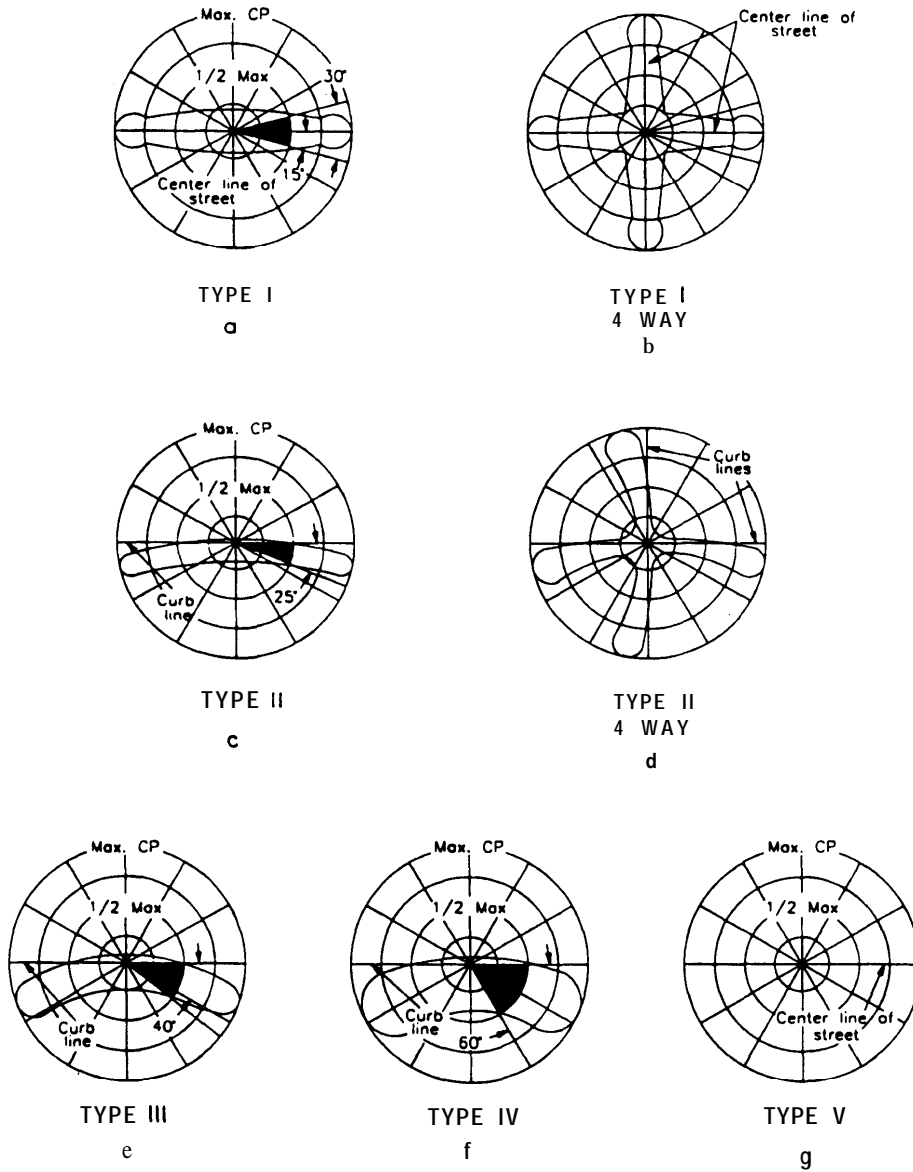 Max. CP
1/2 Max
30°
15°
Center line of
street
TYPE I
a
Center line of
street
TYPE I
4 WAY
b
Max. CP
1/2 Max
25°
Curb
line
TYPE II
c
Curb
lines
TYPE II
4 WAY
d
Max. CP
1/2 Max
40°
Curb
line
TYPE III
e
Max. CP
1/2 Max
Curb
line
60°
TYPE IV
f
Max. CP
1/2 Max
Center line of
street
TYPE V
g